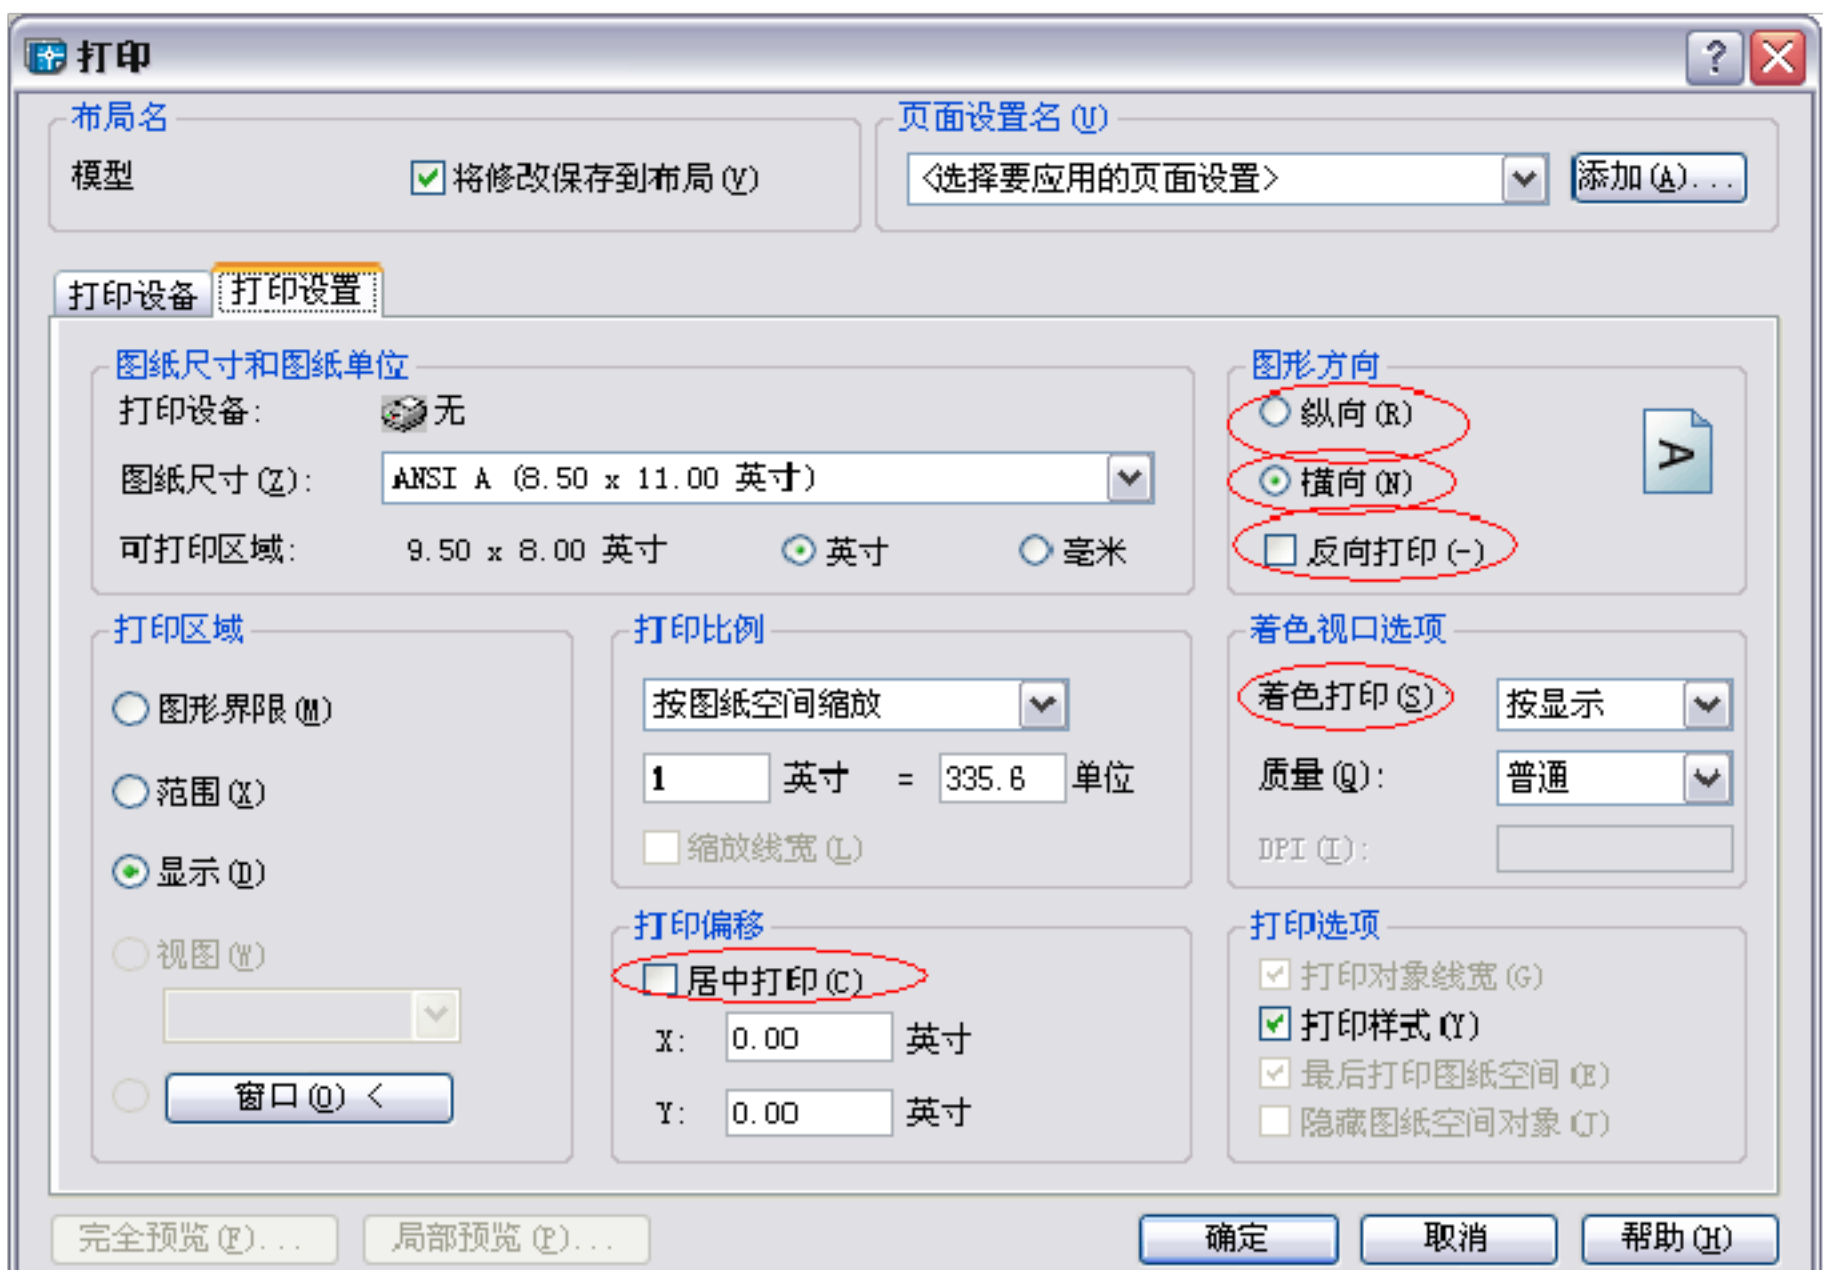 打印
布局名
模型
将修改保存到布局(V)
页面设置名(U)
<选择要应用的页面设置>
添加(A)...
打印设备
打印设置
图纸尺寸和图纸单位
打印设备:
无
图纸尺寸(Z):
ANSI A (8.50 x 11.00 英寸)
可打印区域:
9.50 x 8.00 英寸
英寸
毫米
图形方向
纵向(R)
横向(N)
反向打印(-)
A
打印区域
图形界限(M)
范围(X)
显示(D)
视图(W)
窗口(O) <
打印比例
按图纸空间缩放
1 英寸 = 335.6 单位
缩放线宽(L)
打印偏移
居中打印(C)
X: 0.00 英寸
Y: 0.00 英寸
着色视口选项
着色打印(S): 按显示
质量(Q): 普通
DPI(I):
打印选项
打印对象线宽(G)
打印样式(Y)
最后打印图纸空间(E)
隐藏图纸空间对象(J)
完全预览(F)...
局部预览(P)...
确定
取消
帮助(H)